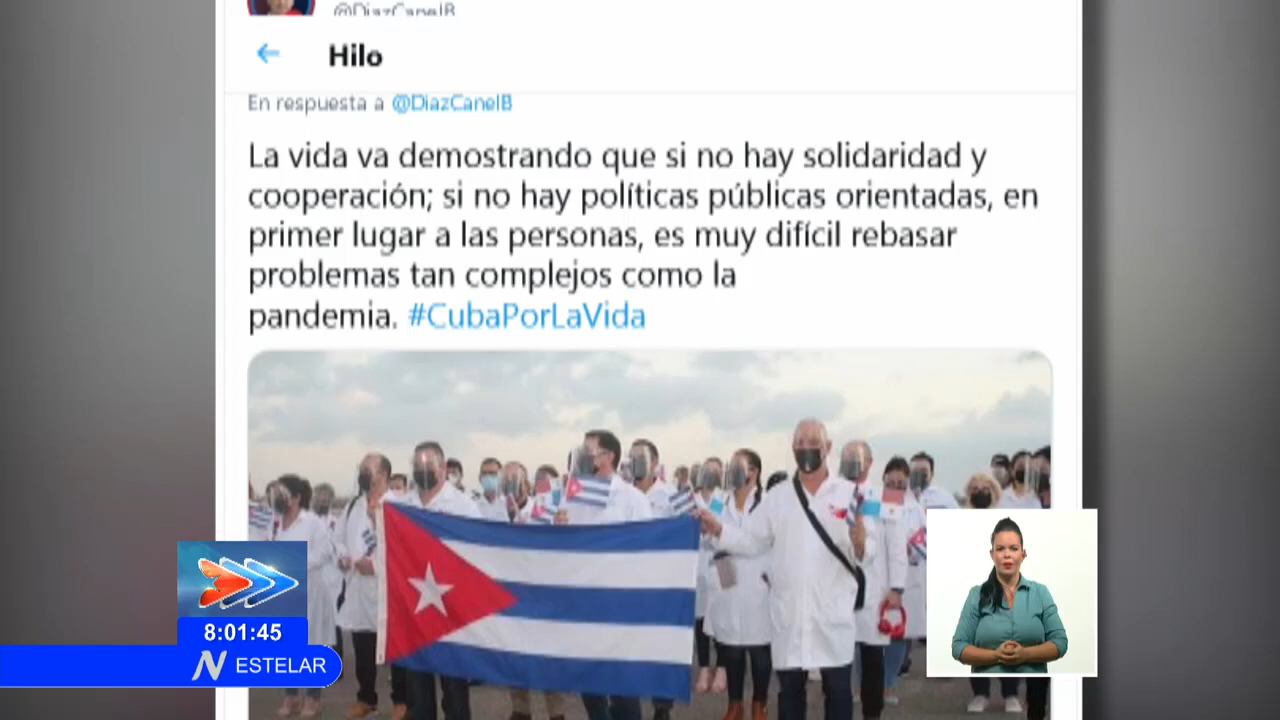 @DiazCanelB
Hilo
En respuesta a @DiazCanelB
La vida va demostrando que si no hay solidaridad y
cooperación; si no hay políticas públicas orientadas, en
primer lugar a las personas, es muy difícil rebasar
problemas tan complejos como la
pandemia. #CubaPorLaVida
8:01:45
N ESTELAR